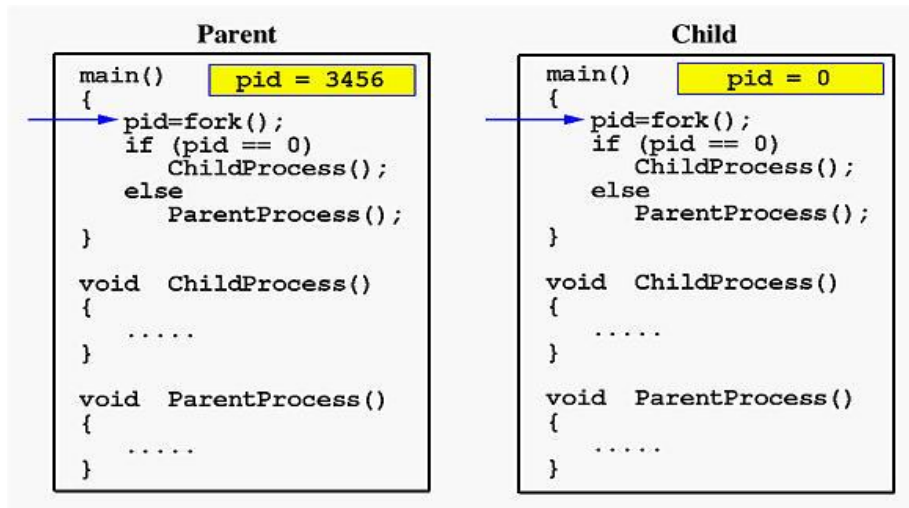 Parent
main()
pid = 3456
{
pid=fork();
if (pid == 0)
ChildProcess();
else
ParentProcess();
}
void ChildProcess()
{
.....
}
void ParentProcess()
{
.....
}
Child
main()
pid = 0
{
pid=fork();
if (pid == 0)
ChildProcess();
else
ParentProcess();
}
void ChildProcess()
{
.....
}
void ParentProcess()
{
.....
}